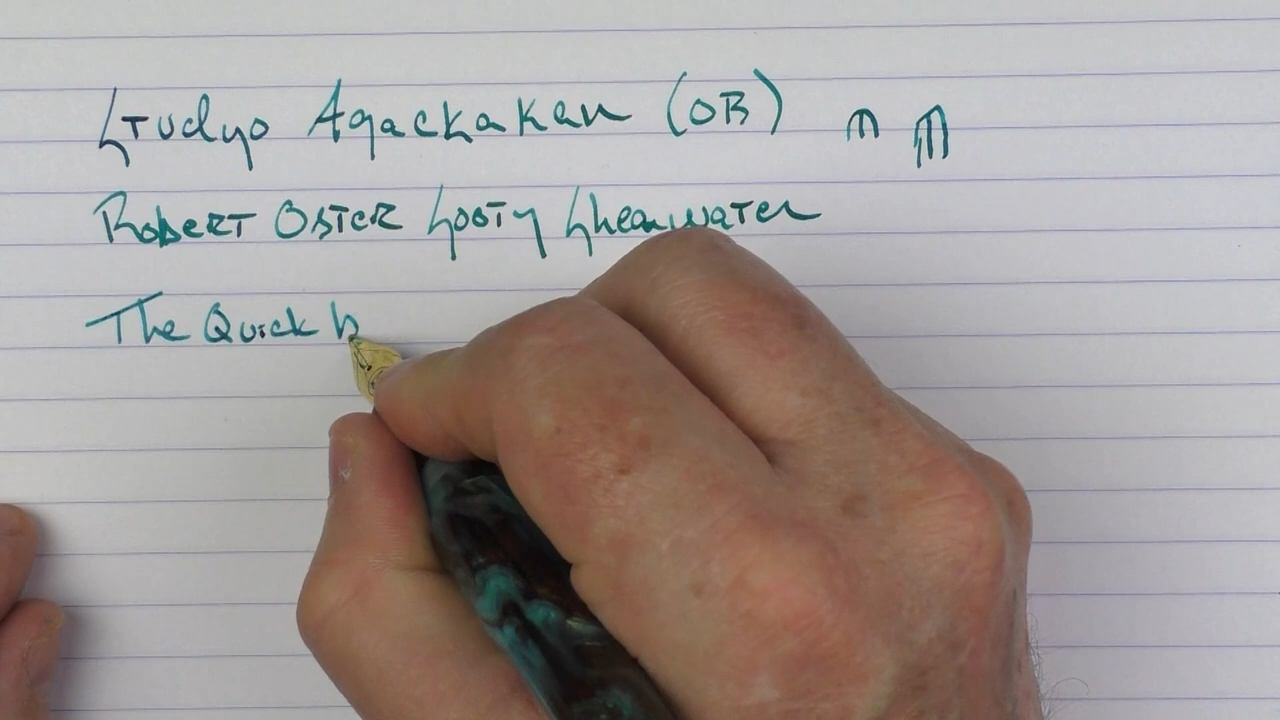 Studyo Agackakan (OB) m m
Robert Oster Sooty Shearwater
The Quick b